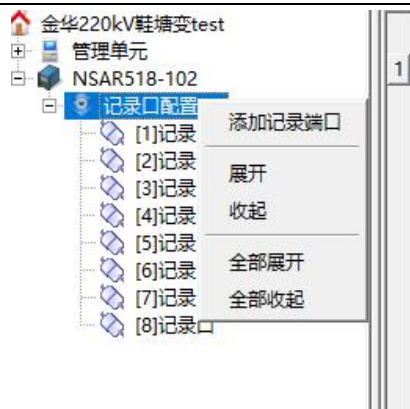 金华220kV鞋塘变test
管理单元
NSAR518-102
记录口配置
[1]记录
[2]记录
[3]记录
[4]记录
[5]记录
[6]记录
[7]记录
[8]记录口
添加记录端口
展开
收起
全部展开
全部收起
1